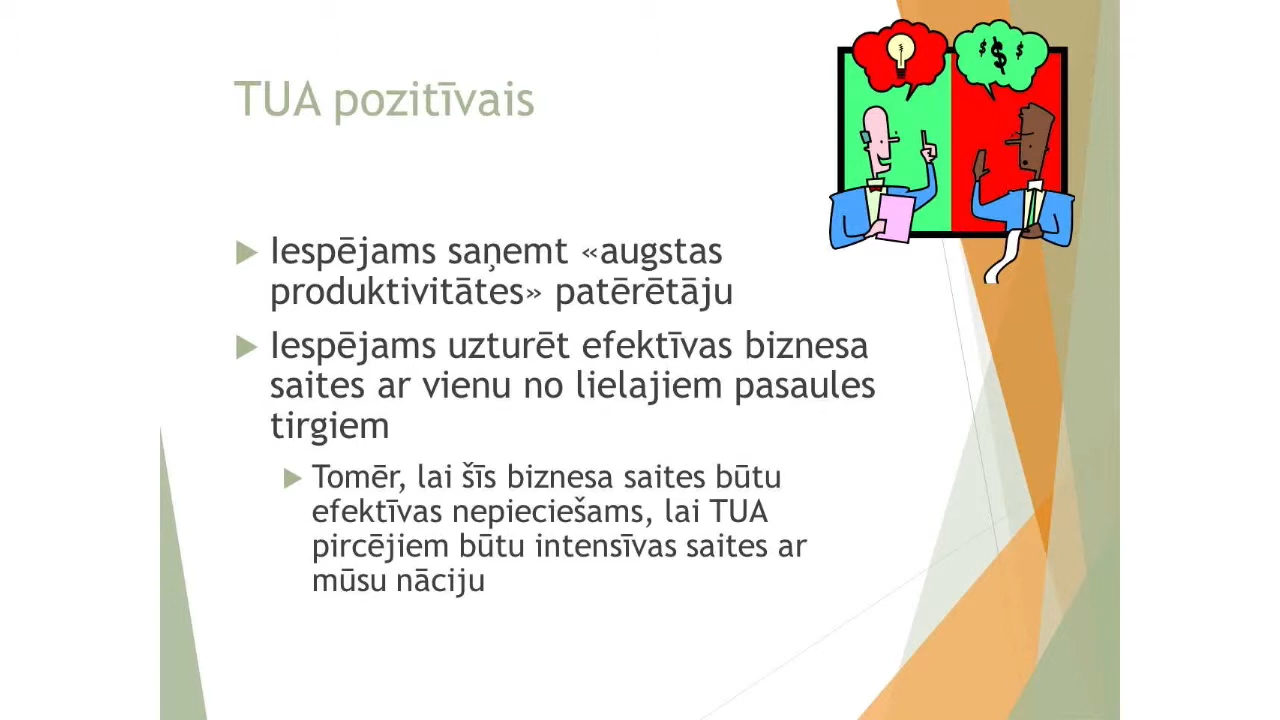 TUA pozitīvais
Iespējams saņemt «augstas
produktivitātes» patērētāju
Iespējams uzturēt efektīvas biznesa
saites ar vienu no lielajiem pasaules
tirgiem
Tomēr, lai šīs biznesa saites būtu
efektīvas nepieciešams, lai TUA
pircējiem būtu intensīvas saites ar
mūsu nāciju
$ $ $